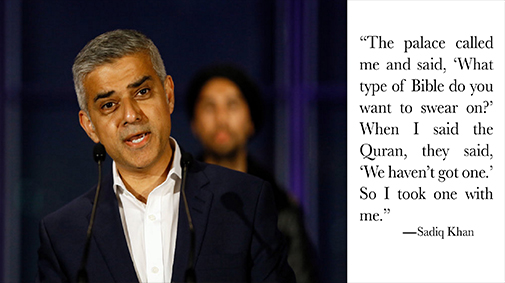 “The palace called
me and said, ‘What
type of Bible do you
want to swear on?’
When I said the
Quran, they said,
‘We haven’t got one.’
So I took one with
me.”
—Sadiq Khan